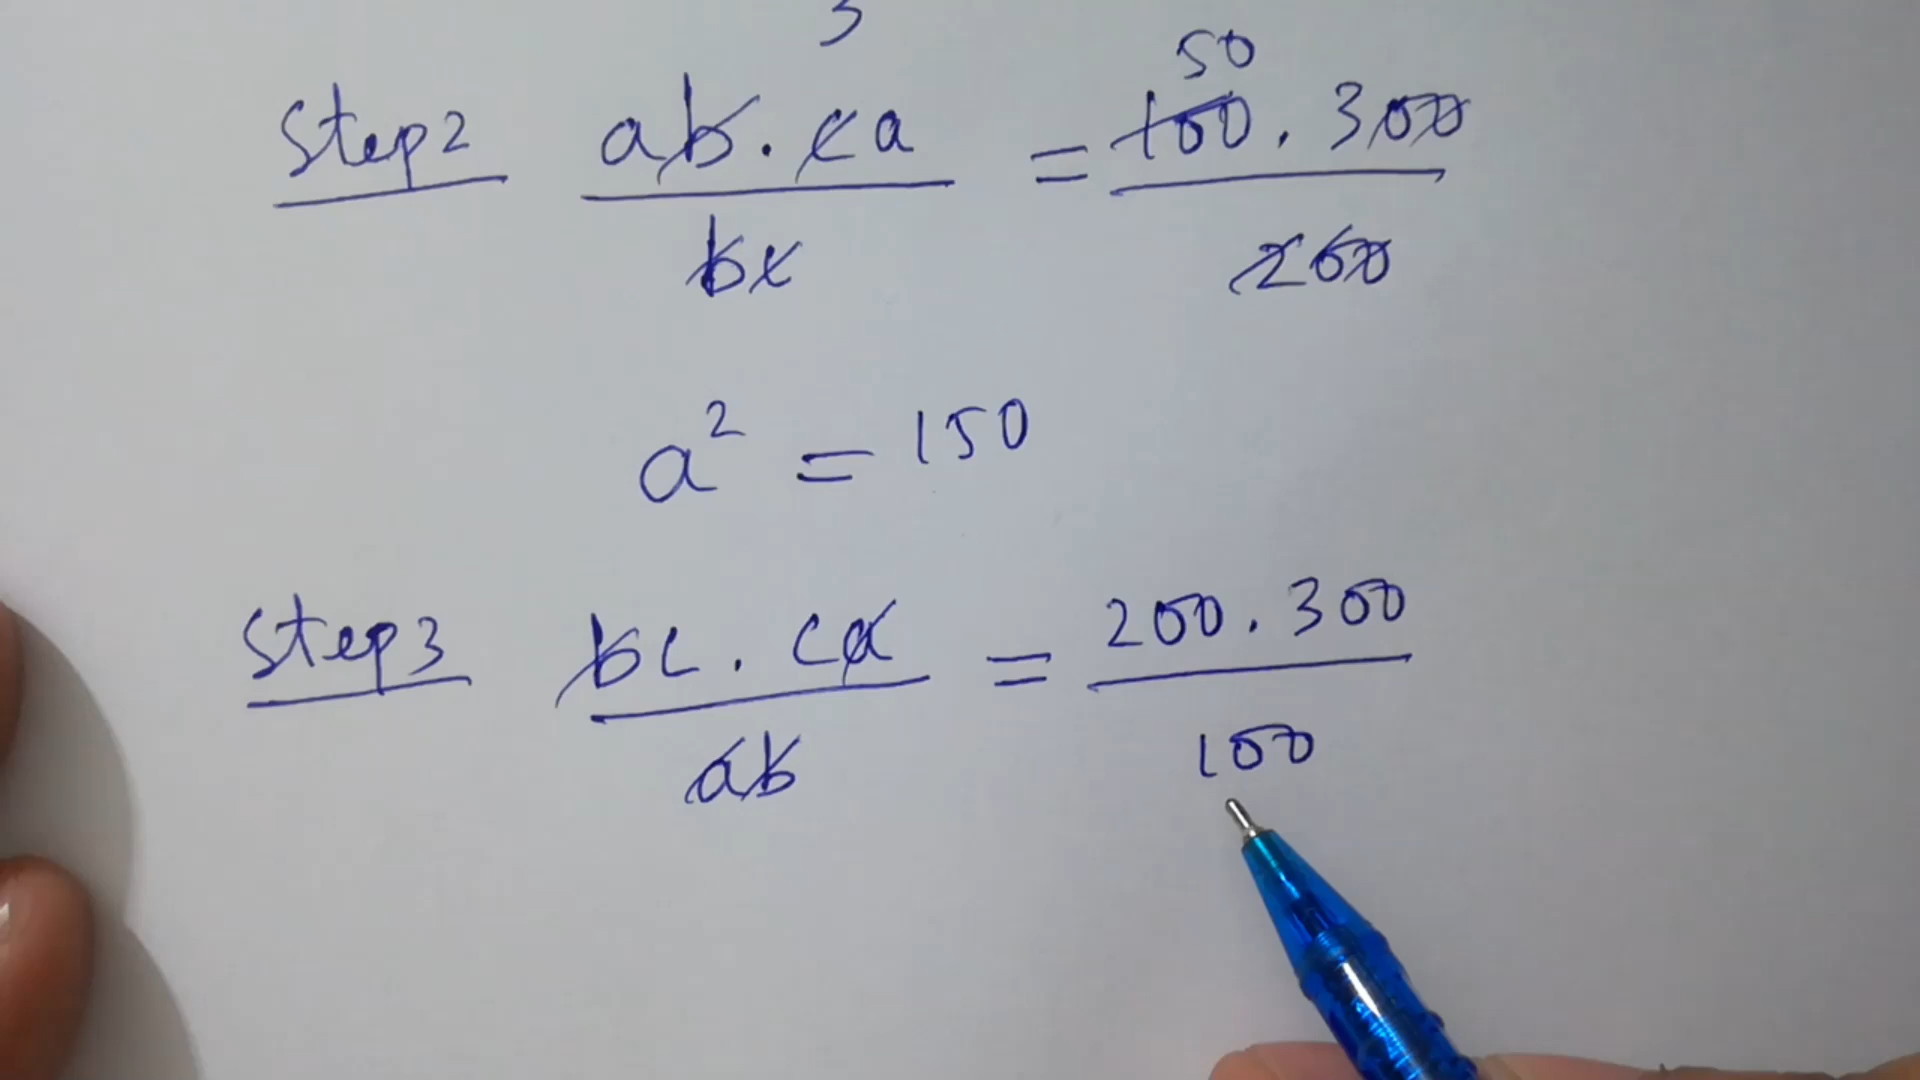 3
50
Step2 ab.ca = 100.300
bc 200
a² = 150
Step3 bc.ca = 200.300
ab 100